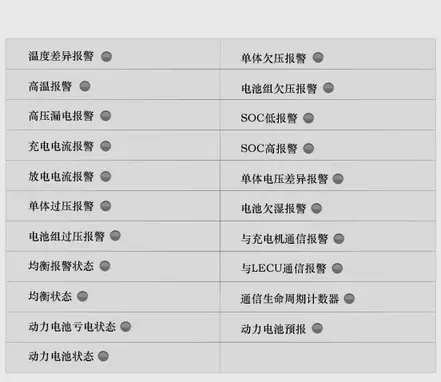 温度差异报警
单体欠压报警
高温报警
电池组欠压报警
高压漏电报警
SOC低报警
充电电流报警
SOC高报警
放电电流报警
单体电压差异报警
单体过压报警
电池欠湿报警
电池组过压报警
与充电机通信报警
均衡报警状态
与LECU通信报警
均衡状态
通信生命周期计数器
动力电池亏电状态
动力电池预报
动力电池状态